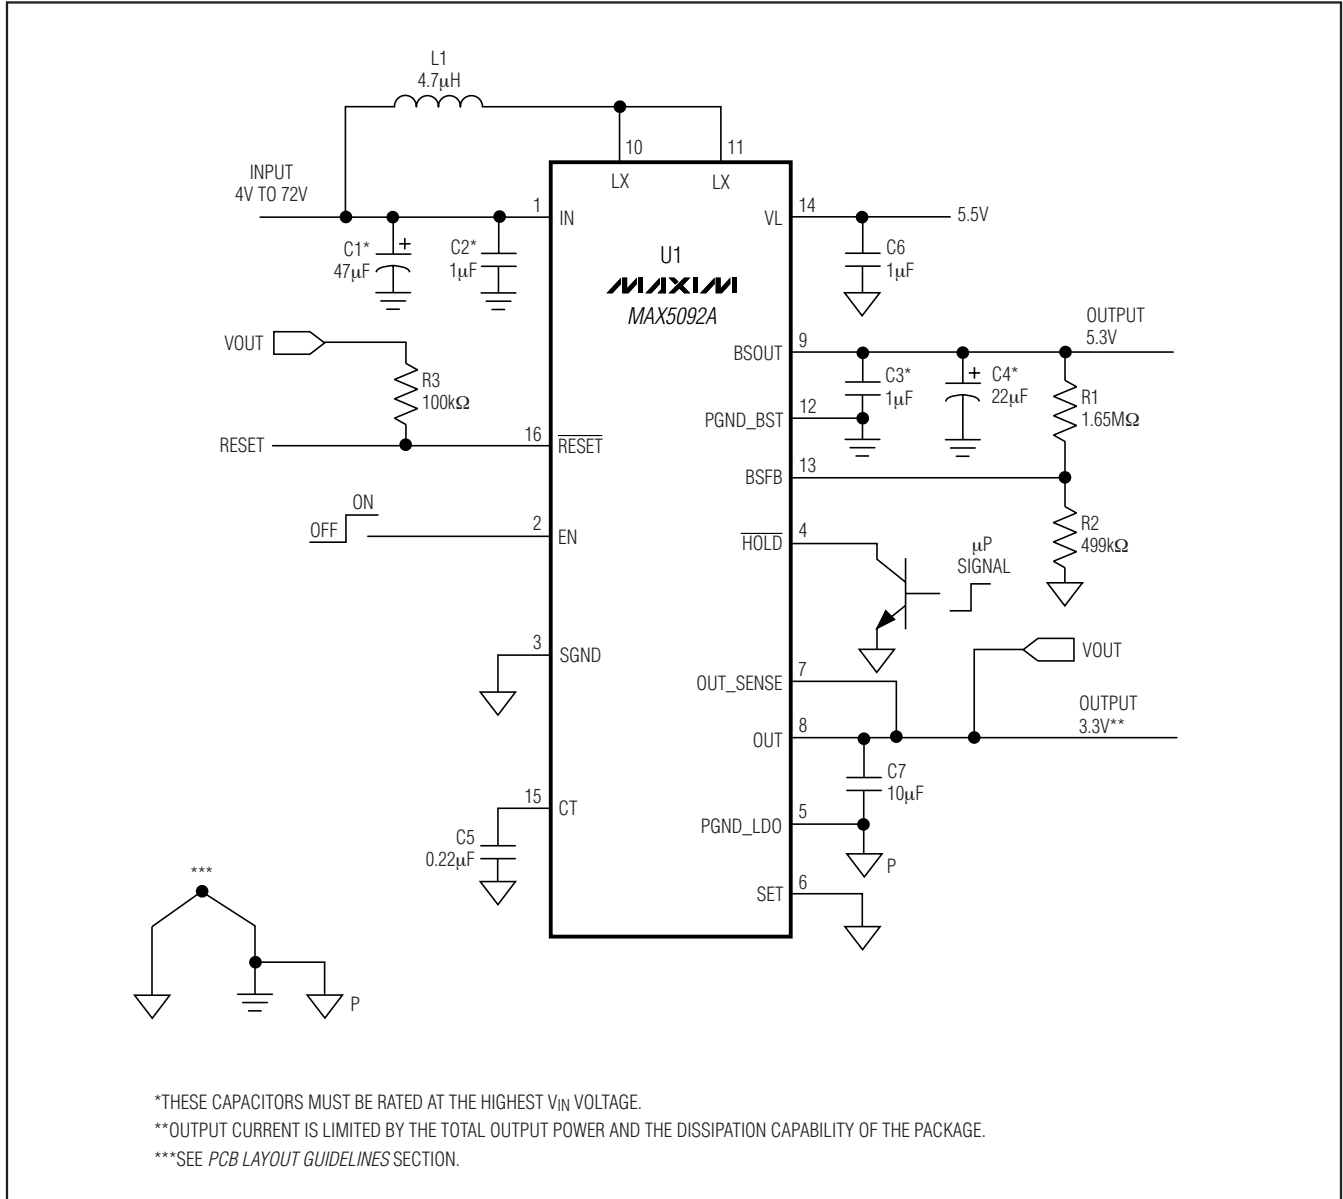 L1
4.7µH
10
11
LX
LX
INPUT
4V TO 72V
1
IN
VL
14
5.5V
C1*
47µF
+
C2*
1µF
U1
MAXIM
MAX5092A
C6
1µF
VOUT
R3
100kΩ
BSOUT
9
OUTPUT
5.3V
C3*
1µF
+
C4*
22µF
R1
1.65MΩ
PGND_BST
12
RESET
16
RESET
BSFB
13
ON
OFF
2
EN
HOLD
4
µP
SIGNAL
R2
499kΩ
3
SGND
OUT_SENSE
7
VOUT
OUT
8
OUTPUT
3.3V**
C7
10µF
15
CT
PGND_LDO
5
P
C5
0.22µF
SET
6
***
P
*THESE CAPACITORS MUST BE RATED AT THE HIGHEST VIN VOLTAGE.
**OUTPUT CURRENT IS LIMITED BY THE TOTAL OUTPUT POWER AND THE DISSIPATION CAPABILITY OF THE PACKAGE.
***SEE PCB LAYOUT GUIDELINES SECTION.